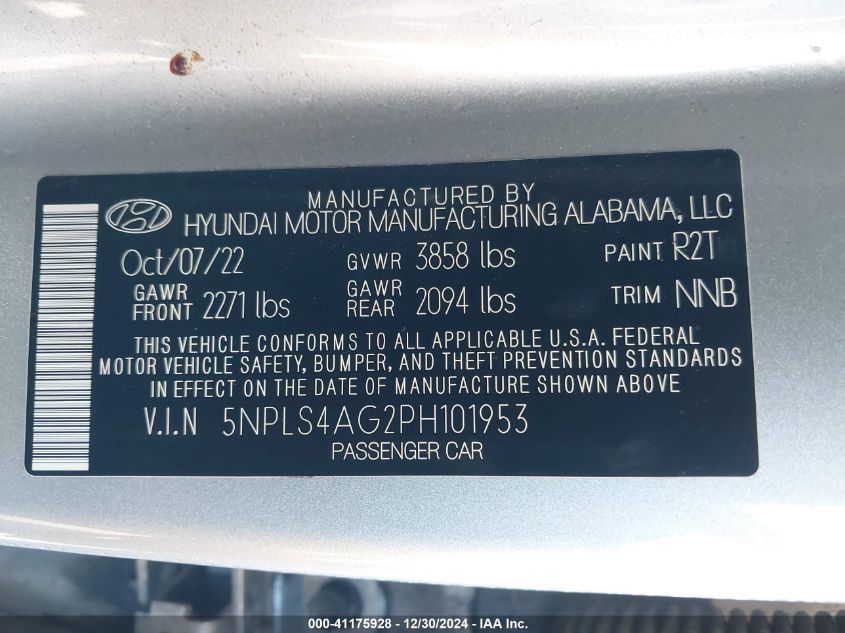 MANUFACTURED BY
HYUNDAI MOTOR MANUFACTURING ALABAMA, LLC
Oct/07/22 GVWR 3858 lbs PAINT R2T
GAWR FRONT 2271 lbs GAWR REAR 2094 lbs TRIM NNB
THIS VEHICLE CONFORMS TO ALL APPLICABLE U.S.A. FEDERAL
MOTOR VEHICLE SAFETY, BUMPER, AND THEFT PREVENTION STANDARDS
IN EFFECT ON THE DATE OF MANUFACTURE SHOWN ABOVE
V.I.N 5NPLS4AG2PH101953
PASSENGER CAR
000-41175928 - 12/30/2024 - IAA Inc.